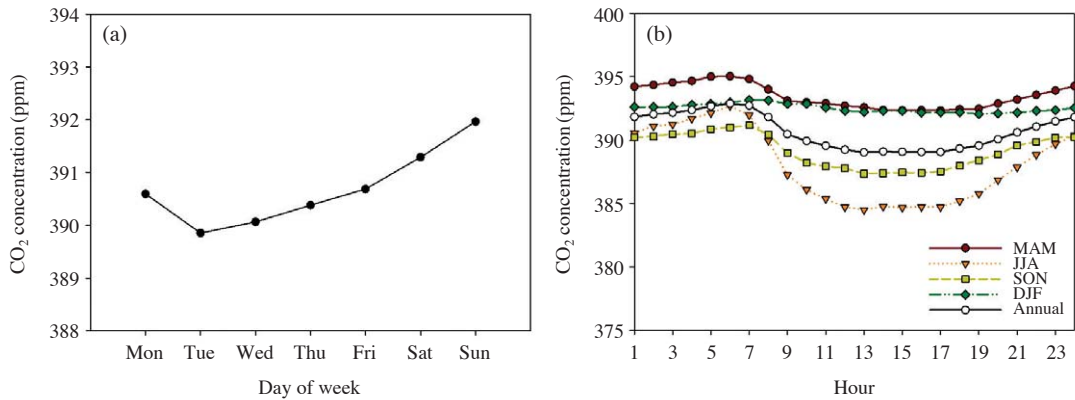 (a)
CO2 concentration (ppm)
394
393
392
391
390
389
388
Mon Tue Wed Thu Fri Sat Sun
Day of week
(b)
CO2 concentration (ppm)
400
395
390
385
380
375
MAM
JJA
SON
DJF
Annual
1 3 5 7 9 11 13 15 17 19 21 23
Hour